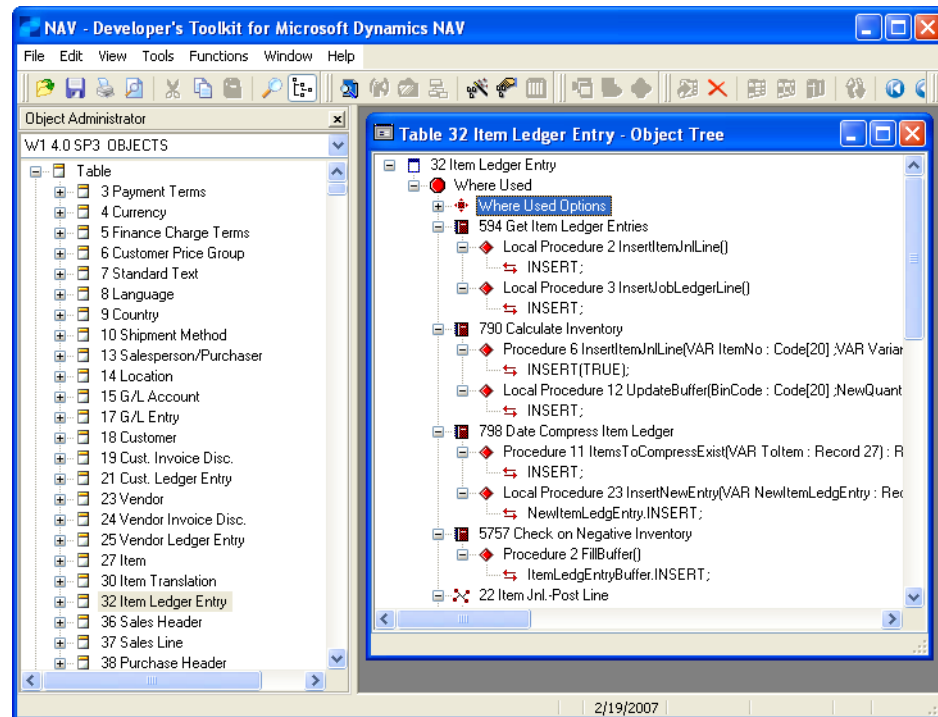 NAV - Developer's Toolkit for Microsoft Dynamics NAV
File Edit View Tools Functions Window Help
Object Administrator
W1 4.0 SP3 OBJECTS
Table
3 Payment Terms
4 Currency
5 Finance Charge Terms
6 Customer Price Group
7 Standard Text
8 Language
9 Country
10 Shipment Method
13 Salesperson/Purchaser
14 Location
15 G/L Account
17 G/L Entry
18 Customer
19 Cust. Invoice Disc.
21 Cust. Ledger Entry
23 Vendor
24 Vendor Invoice Disc.
25 Vendor Ledger Entry
27 Item
30 Item Translation
32 Item Ledger Entry
36 Sales Header
37 Sales Line
38 Purchase Header
Table 32 Item Ledger Entry - Object Tree
32 Item Ledger Entry
Where Used
Where Used Options
594 Get Item Ledger Entries
Local Procedure 2 InsertItemJnlLine()
INSERT;
Local Procedure 3 InsertJobLedgerLine()
INSERT;
790 Calculate Inventory
Procedure 6 InsertItemJnlLine(VAR ItemNo : Code[20] ;VAR Variar
INSERT(TRUE);
Local Procedure 12 UpdateBuffer(BinCode : Code[20] ;NewQuant
INSERT;
798 Date Compress Item Ledger
Procedure 11 ItemsToCompressExist(VAR ToItem : Record 27) : R
INSERT;
Local Procedure 23 InsertNewEntry(VAR NewItemLedgEntry : Rec
NewItemLedgEntry.INSERT;
5757 Check on Negative Inventory
Procedure 2 FillBuffer()
ItemLedgEntryBuffer.INSERT;
22 Item Jnl.-Post Line
2/19/2007